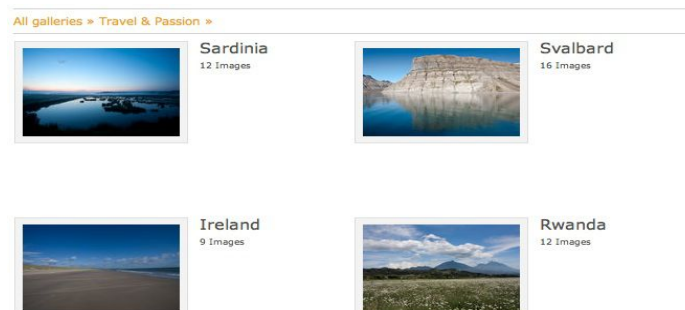 All galleries » Travel & Passion »
Sardinia
12 Images
Svalbard
16 Images
Ireland
9 Images
Rwanda
12 Images